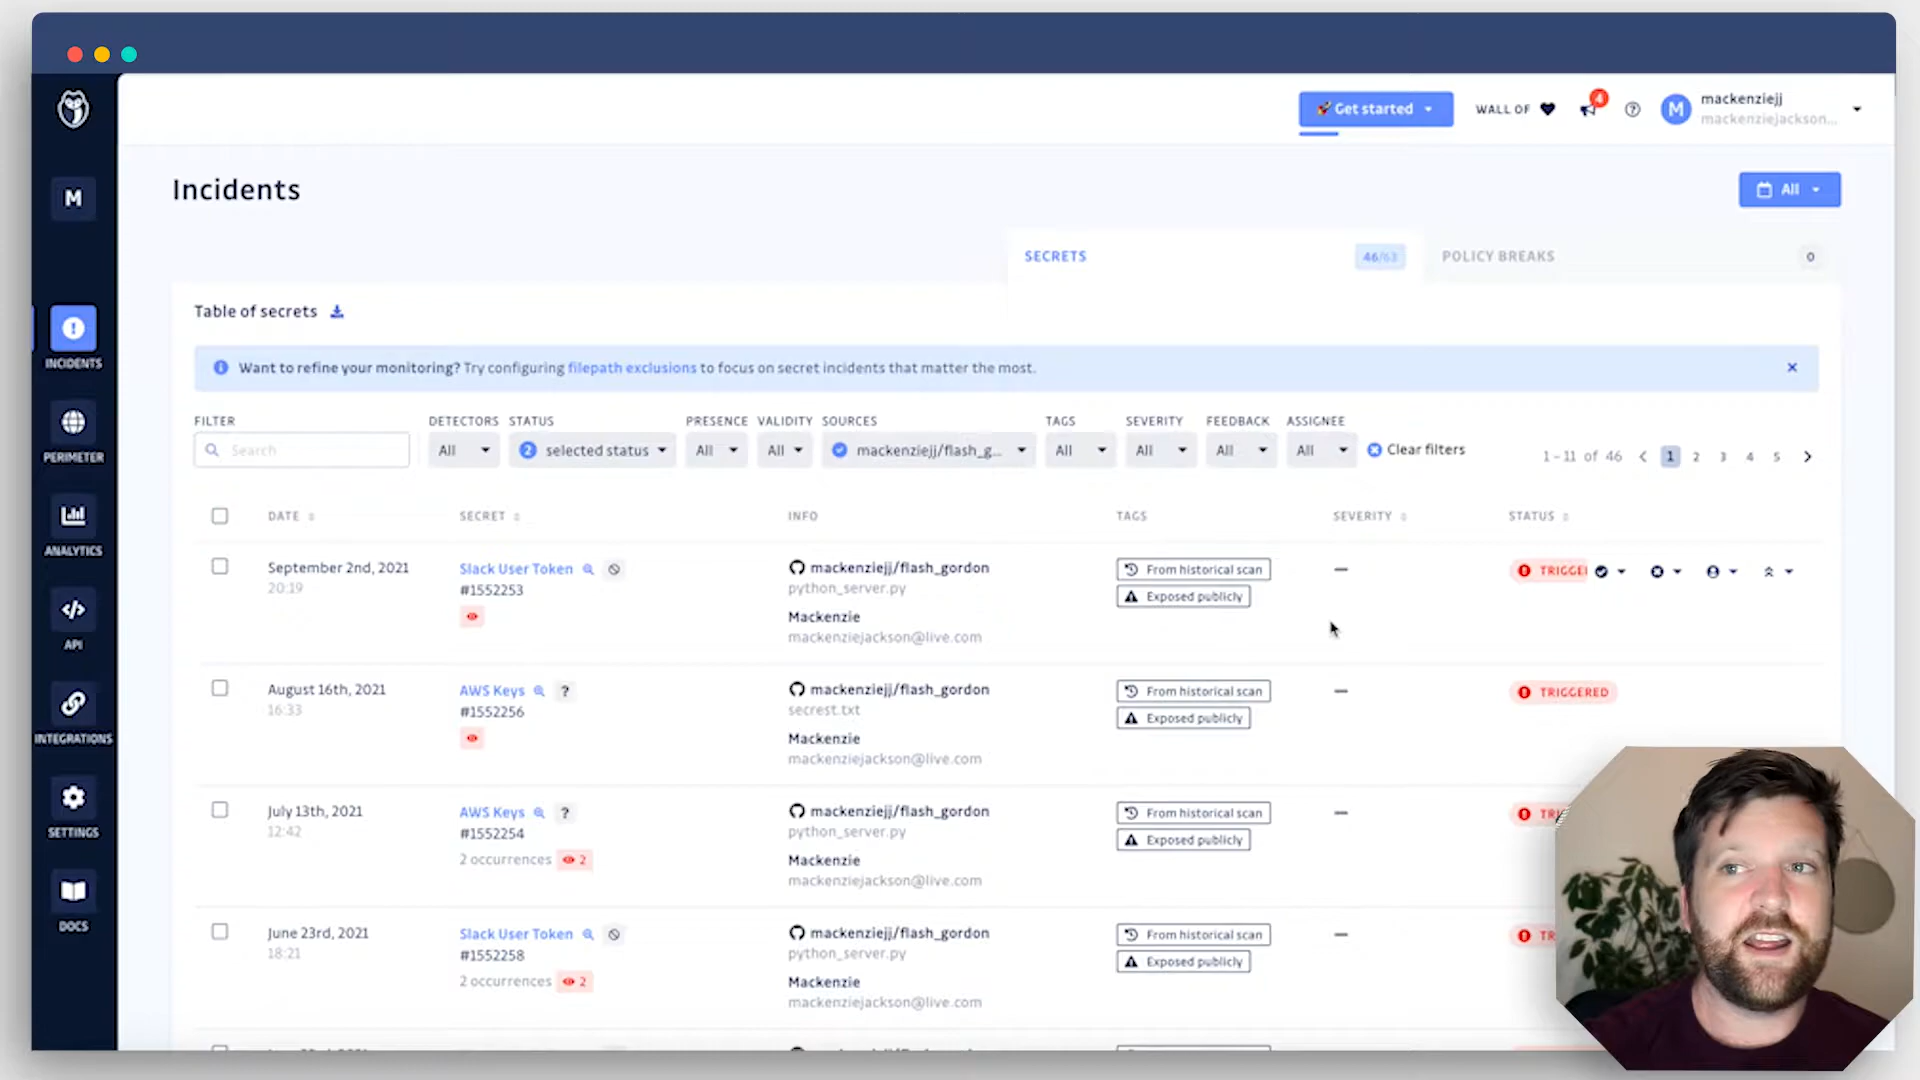 🚀 Get started
WALL OF
4
M
mackenziejj
mackenziejackson...
M
Incidents
All
SECRETS
46/63
POLICY BREAKS
0
Table of secrets
Want to refine your monitoring? Try configuring filepath exclusions to focus on secret incidents that matter the most.
FILTER
DETECTORS
STATUS
PRESENCE
VALIDITY
SOURCES
TAGS
SEVERITY
FEEDBACK
ASSIGNEE
Search
All
2 selected status
All
All
mackenziejj/flash_g...
All
All
All
All
Clear filters
1-11 of 46
1
2
3
4
5
DATE
SECRET
INFO
TAGS
SEVERITY
STATUS
September 2nd, 2021
20:19
Slack User Token
#1552253
mackenziejj/flash_gordon
python_server.py
Mackenzie
mackenziejackson@live.com
From historical scan
Exposed publicly
—
TRIGGE
August 16th, 2021
16:33
AWS Keys ?
#1552256
mackenziejj/flash_gordon
secrest.txt
Mackenzie
mackenziejackson@live.com
From historical scan
Exposed publicly
—
TRIGGERED
July 13th, 2021
12:42
AWS Keys ?
#1552254
2 occurrences 2
mackenziejj/flash_gordon
python_server.py
Mackenzie
mackenziejackson@live.com
From historical scan
Exposed publicly
—
TRI
June 23rd, 2021
18:21
Slack User Token
#1552258
2 occurrences 2
mackenziejj/flash_gordon
python_server.py
Mackenzie
mackenziejackson@live.com
From historical scan
Exposed publicly
—
TRI
INCIDENTS
PERIMETER
ANALYTICS
API
INTEGRATIONS
SETTINGS
DOCS